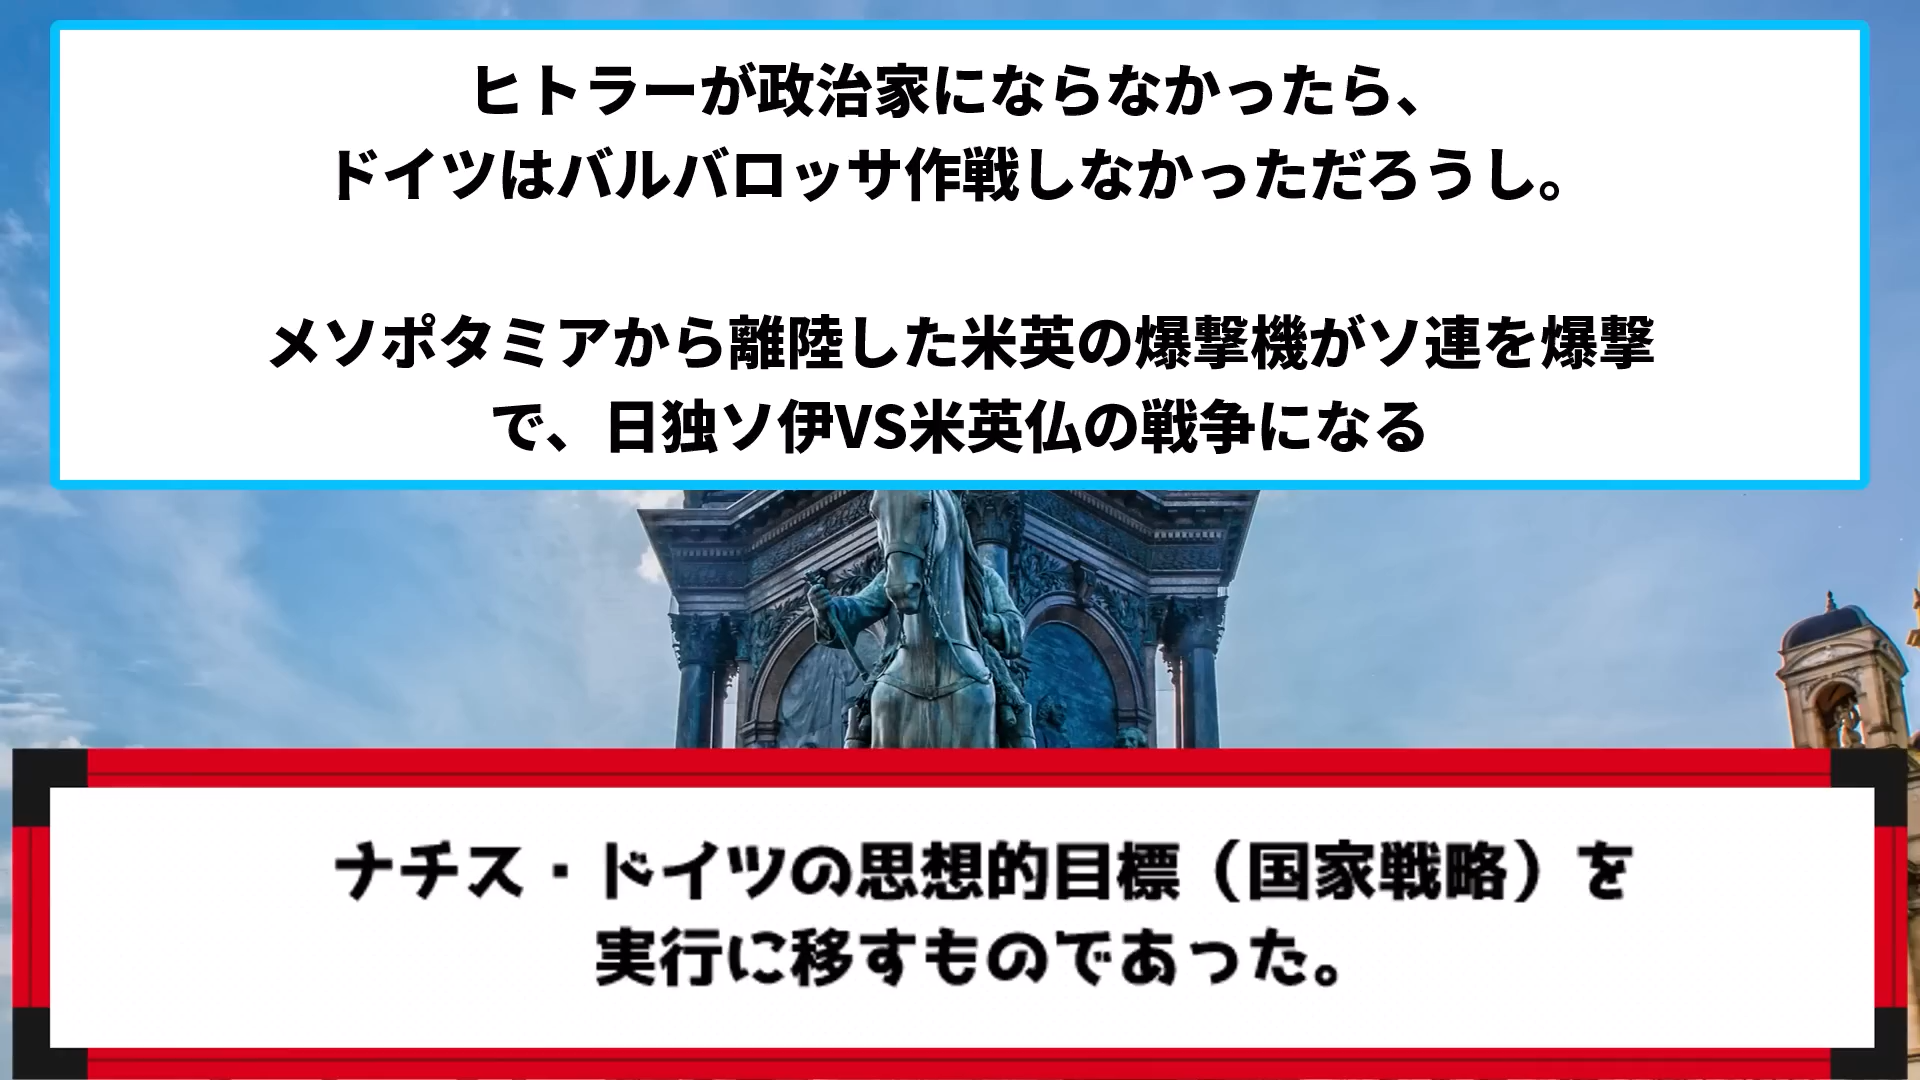 ヒトラーが政治家にならなかったら、
ドイツはバルバロッサ作戦しなかっただろうし。
メソポタミアから離陸した米英の爆撃機がソ連を爆撃
で、日独ソ伊VS米英仏の戦争になる
ナチス・ドイツの思想的目標（国家戦略）を
実行に移すものであった。